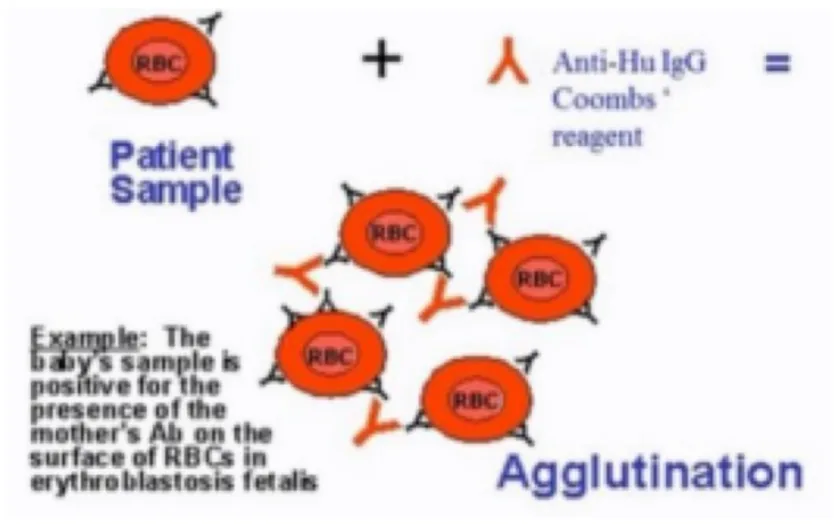 RBC
+
Anti-Hu IgG
Coombs '
reagent
=
Patient
Sample
RBC
RBC
RBC
RBC
Example: The
baby's sample is
positive for the
presence of the
mother's Ab on the
surface of RBCs in
erythroblastosis fetalis
Agglutination